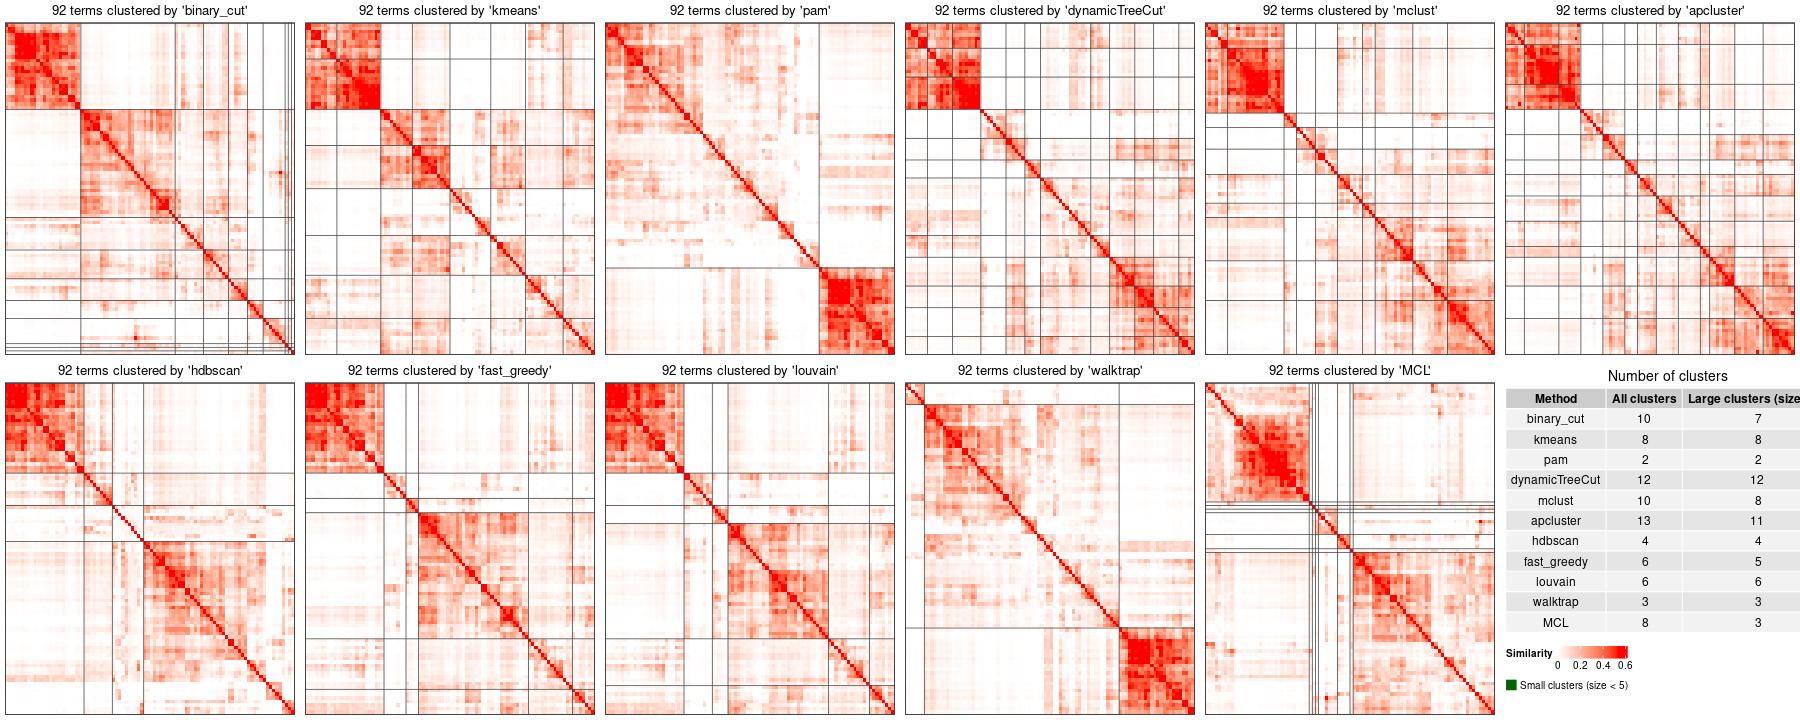 92 terms clustered by 'binary_cut'
92 terms clustered by 'kmeans'
92 terms clustered by 'pam'
92 terms clustered by 'dynamicTreeCut'
92 terms clustered by 'mclust'
92 terms clustered by 'apcluster'
92 terms clustered by 'hdbscan'
92 terms clustered by 'fast_greedy'
92 terms clustered by 'louvain'
92 terms clustered by 'walktrap'
92 terms clustered by 'MCL'
Number of clusters
Method All clusters Large clusters (size
binary_cut 10 7
kmeans 8 8
pam 2 2
dynamicTreeCut 12 12
mclust 10 8
apcluster 13 11
hdbscan 4 4
fast_greedy 6 5
louvain 6 6
walktrap 3 3
MCL 8 3
Similarity
0 0.2 0.4 0.6
Small clusters (size < 5)